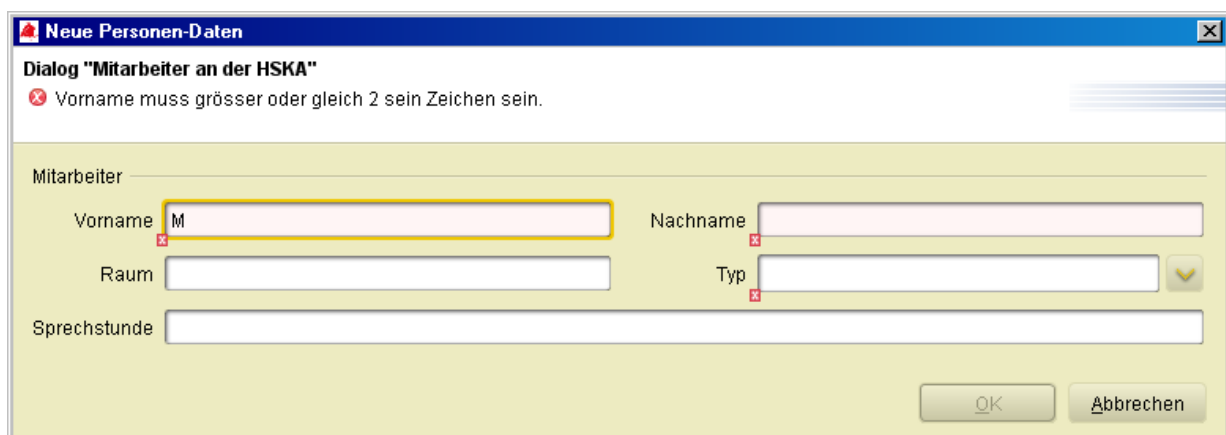 Neue Personen-Daten
Dialog "Mitarbeiter an der HSKA"
Vorname muss grösser oder gleich 2 sein Zeichen sein.
Mitarbeiter
Vorname M Nachname
Raum Typ
Sprechstunde
OK Abbrechen